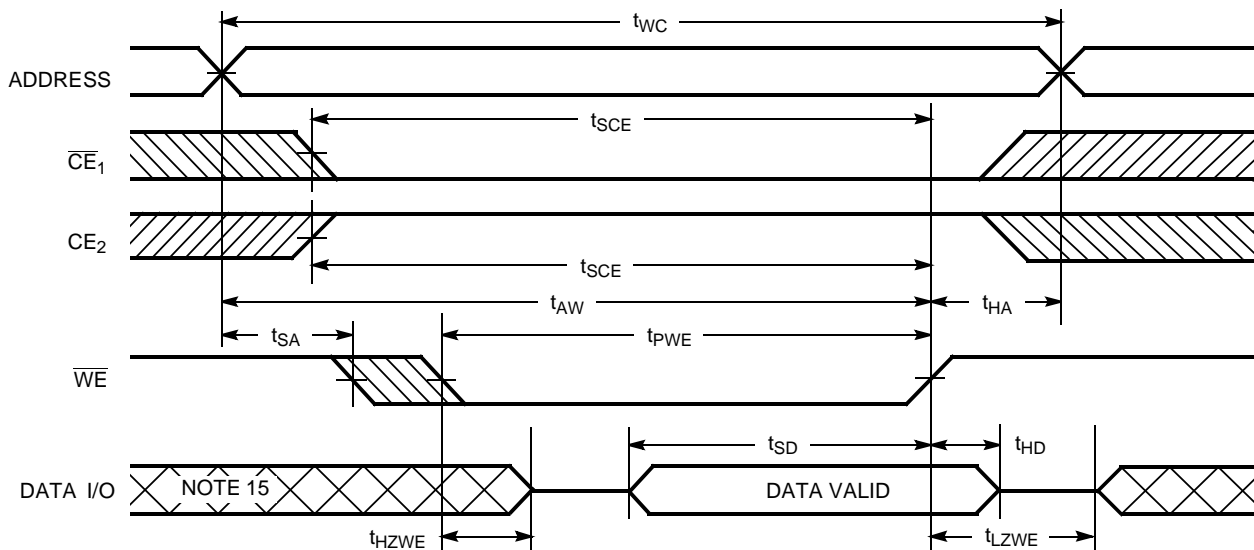 tWC
ADDRESS
tSCE
CE1
CE2
tSCE
tAW
tHA
tSA
tPWE
WE
tSD
tHD
DATA I/O
NOTE 15
DATA VALID
tHZWE
tLZWE